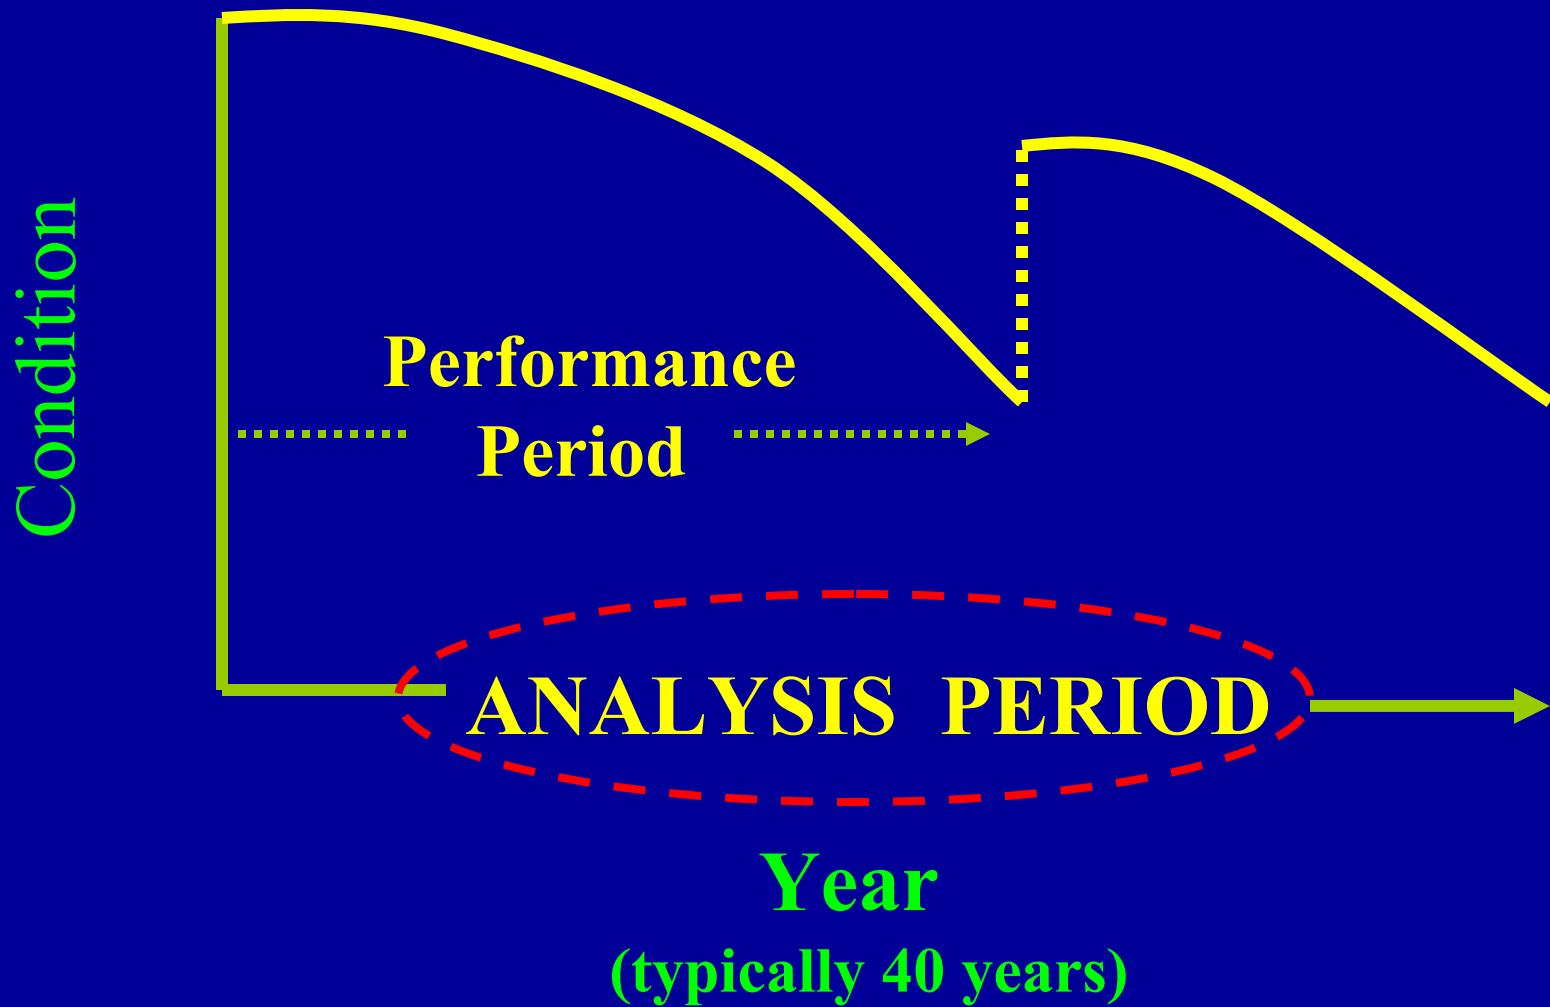 Condition
Performance
Period
ANALYSIS PERIOD
Year
(typically 40 years)